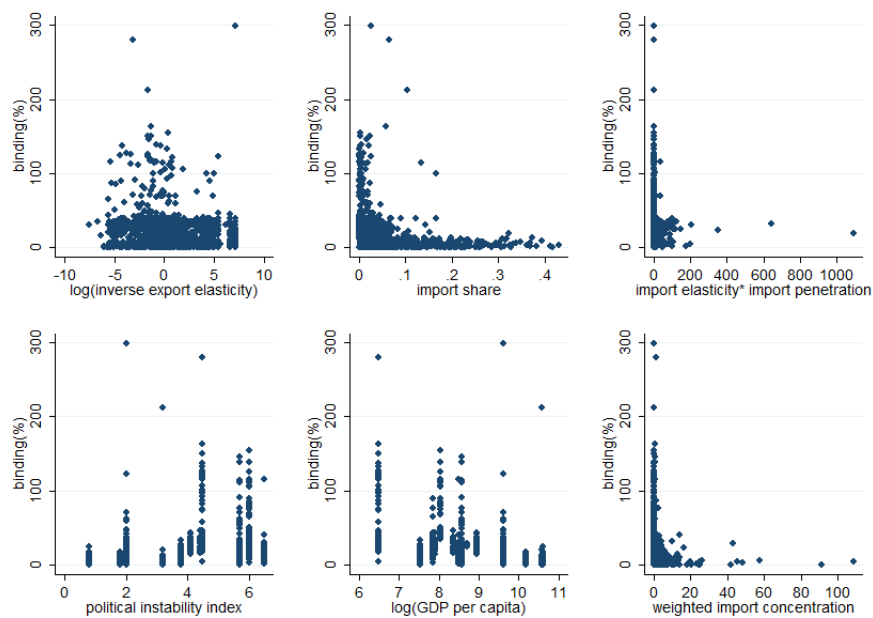 binding(%)
0 100 200 300
-10 -5 0 5 10
log(inverse export elasticity)
binding(%)
0 100 200 300
0 .1 .2 .3 .4
import share
binding(%)
0 100 200 300
0 200 400 600 800 1000
import elasticity* import penetration
binding(%)
0 100 200 300
0 2 4 6
political instability index
binding(%)
0 100 200 300
6 7 8 9 10 11
log(GDP per capita)
binding(%)
0 100 200 300
0 20 40 60 80 100
weighted import concentration